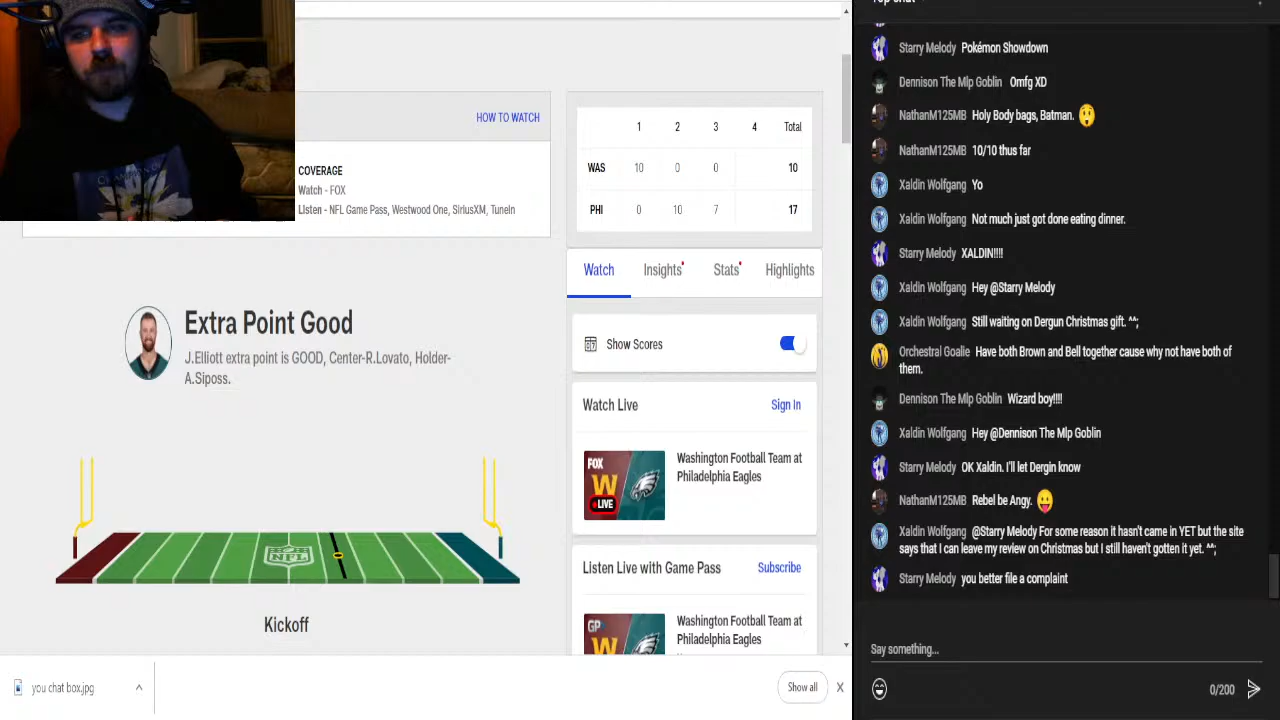 HOW TO WATCH
COVERAGE
Watch - FOX
Listen - NFL Game Pass, Westwood One, SiriusXM, TuneIn
1 2 3 4 Total
WAS 10 0 0 10
PHI 0 10 7 17
Watch Insights Stats Highlights
Show Scores
Extra Point Good
J.Elliott extra point is GOOD, Center-R.Lovato, Holder-
A.Siposs.
Watch Live Sign In
FOX
W
LIVE
Washington Football Team at
Philadelphia Eagles
NFL
Kickoff
Listen Live with Game Pass Subscribe
GP
W
Washington Football Team at
Philadelphia Eagles
you chat box.jpg
Show all X
Starry Melody Pokémon Showdown
Dennison The Mlp Goblin Omfg XD
NathanM125MB Holy Body bags, Batman. 😲
NathanM125MB 10/10 thus far
Xaldin Wolfgang Yo
Xaldin Wolfgang Not much just got done eating dinner.
Starry Melody XALDIN!!!!
Xaldin Wolfgang Hey @Starry Melody
Xaldin Wolfgang Still waiting on Dergun Christmas gift. ^^;
Orchestral Goalie Have both Brown and Bell together cause why not have both of
them.
Dennison The Mlp Goblin Wizard boy!!!!
Xaldin Wolfgang Hey @Dennison The Mlp Goblin
Starry Melody OK Xaldin. I'll let Dergin know
NathanM125MB Rebel be Angy. 😛
Xaldin Wolfgang @Starry Melody For some reason it hasn't came in YET but the site
says that I can leave my review on Christmas but I still haven't gotten it yet. ^^;
Starry Melody you better file a complaint
Say something...
0/200